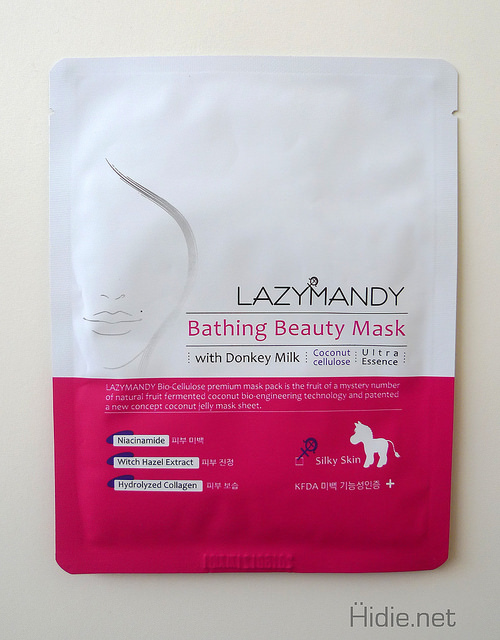 LAZYMANDY
Bathing Beauty Mask
with Donkey Milk
Coconut
cellulose
Ultra
Essence
LAZYMANDY Bio-Cellulose premium mask pack is the fruit of a mystery number
of natural fruit fermented coconut bio-engineering technology and patented
a new concept coconut jelly mask sheet.
Niacinamide 피부 미백
Witch Hazel Extract 피부 진정
Hydrolyzed Collagen 피부 보습
Silky Skin
KFDA 미백 기능성인증 +
Hidie.net